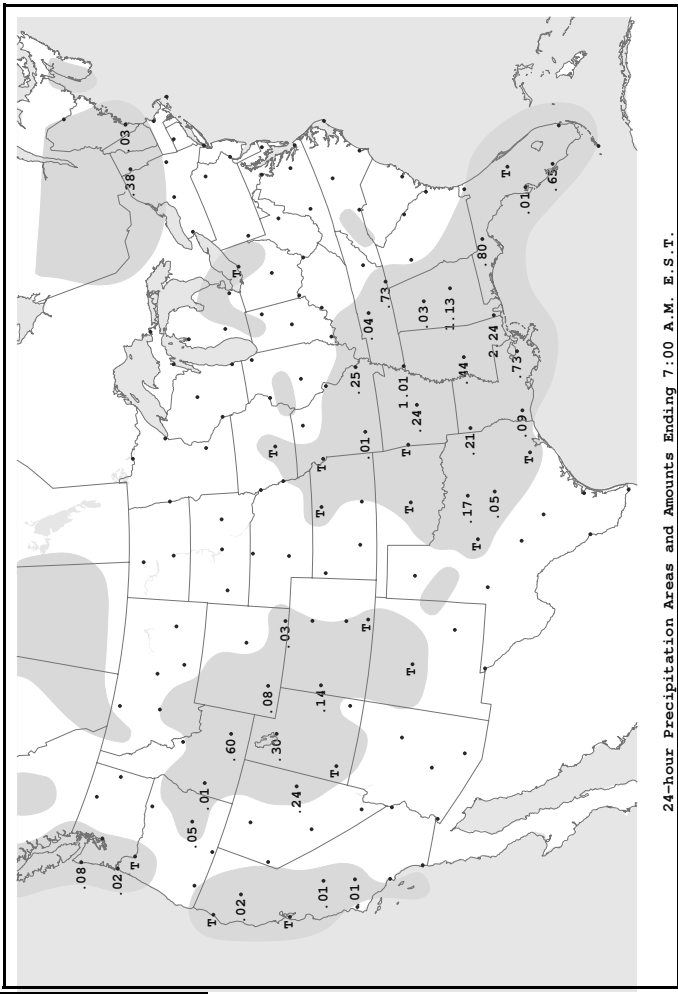 .08
.02
.38 .03
T
.05
.01
T
.60
T
.02
.08
T
.30
.03
T
.24
.14
T
T
.01
T
.01
.25
.01
T
.04
.73
1.01
T
T
T
.24
.03
1.13
.44
.17
.21
T
.80
2.24
.05
T
.73
.09
.01
T
.65
24-hour Precipitation Areas and Amounts Ending 7:00 A.M. E.S.T.